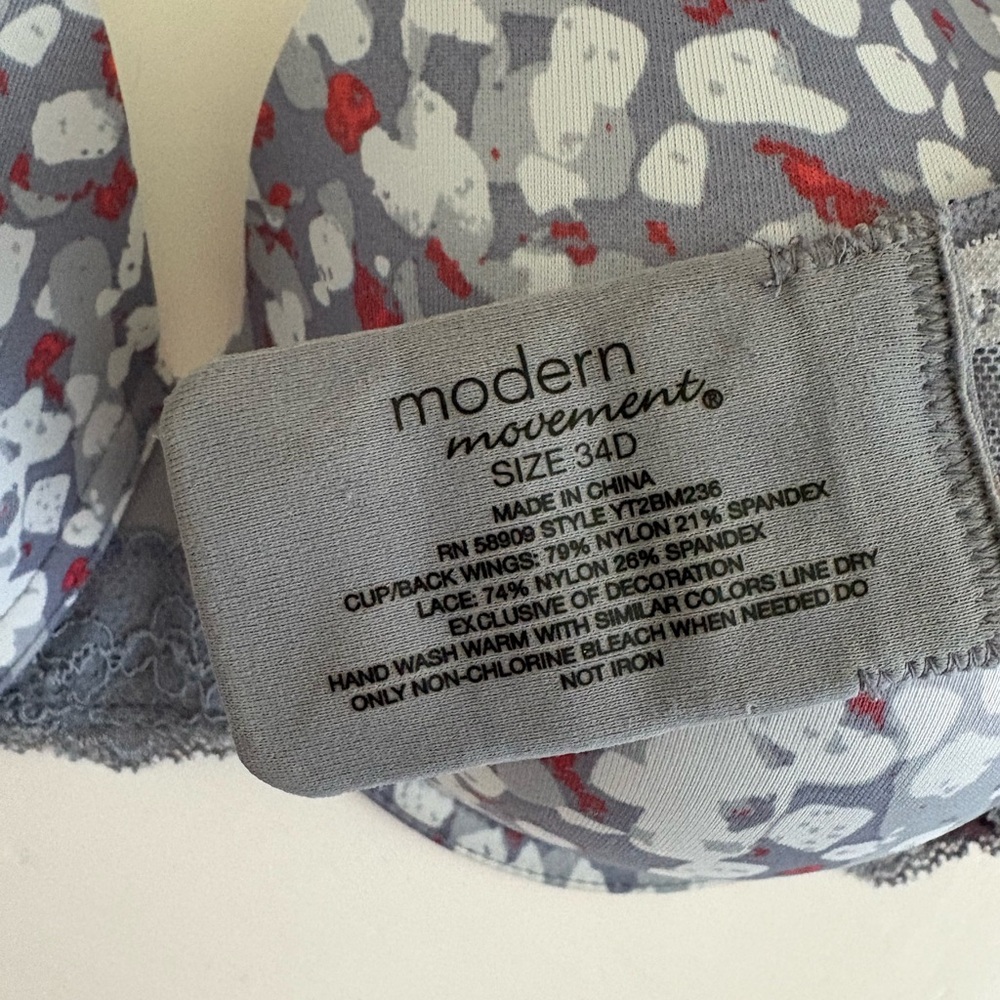 modern
movement®
SIZE 34D
MADE IN CHINA
RN 58909 STYLE YT2BM236
CUP/BACK WINGS: 79% NYLON 21% SPANDEX
LACE: 74% NYLON 26% SPANDEX
EXCLUSIVE OF DECORATION
HAND WASH WARM WITH SIMILAR COLORS LINE DRY
ONLY NON-CHLORINE BLEACH WHEN NEEDED DO
NOT IRON